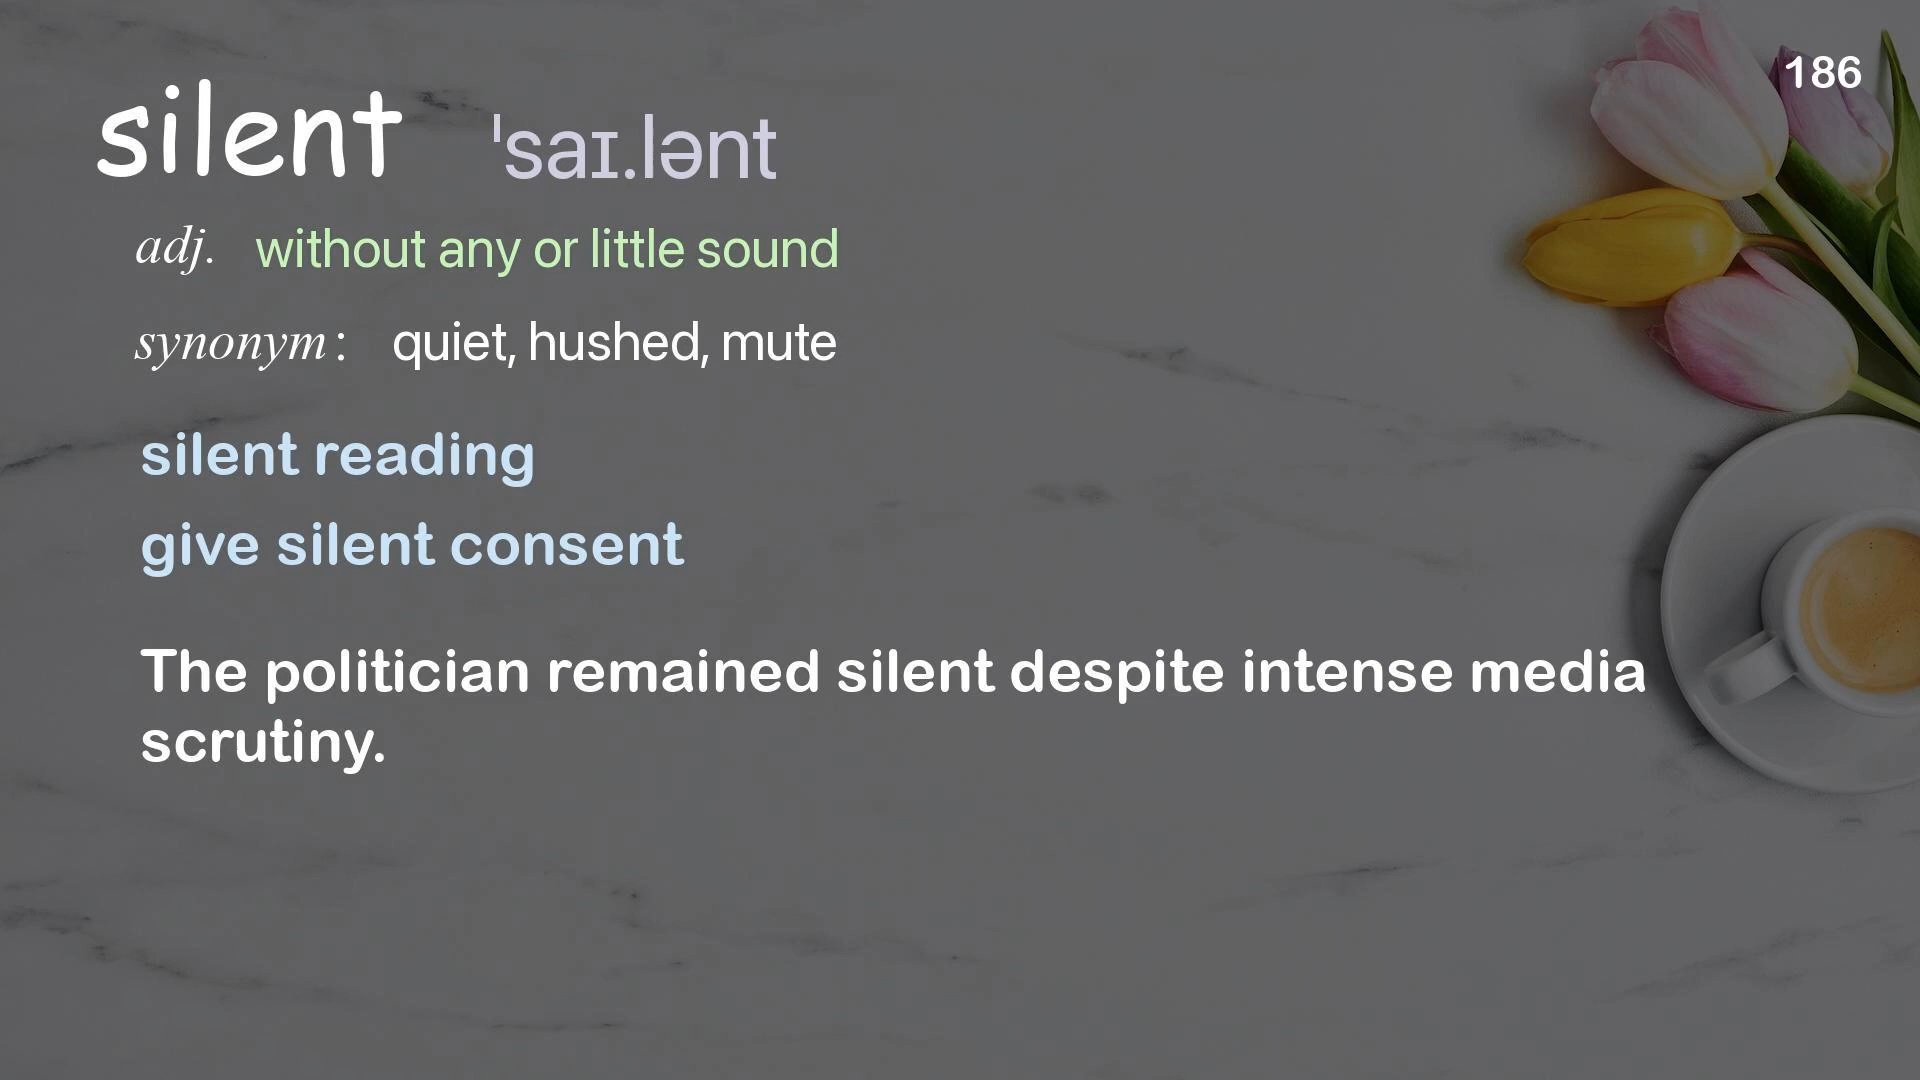 186
silent ˈsaɪ.lənt
adj. without any or little sound
synonym: quiet, hushed, mute
silent reading
give silent consent
The politician remained silent despite intense media
scrutiny.